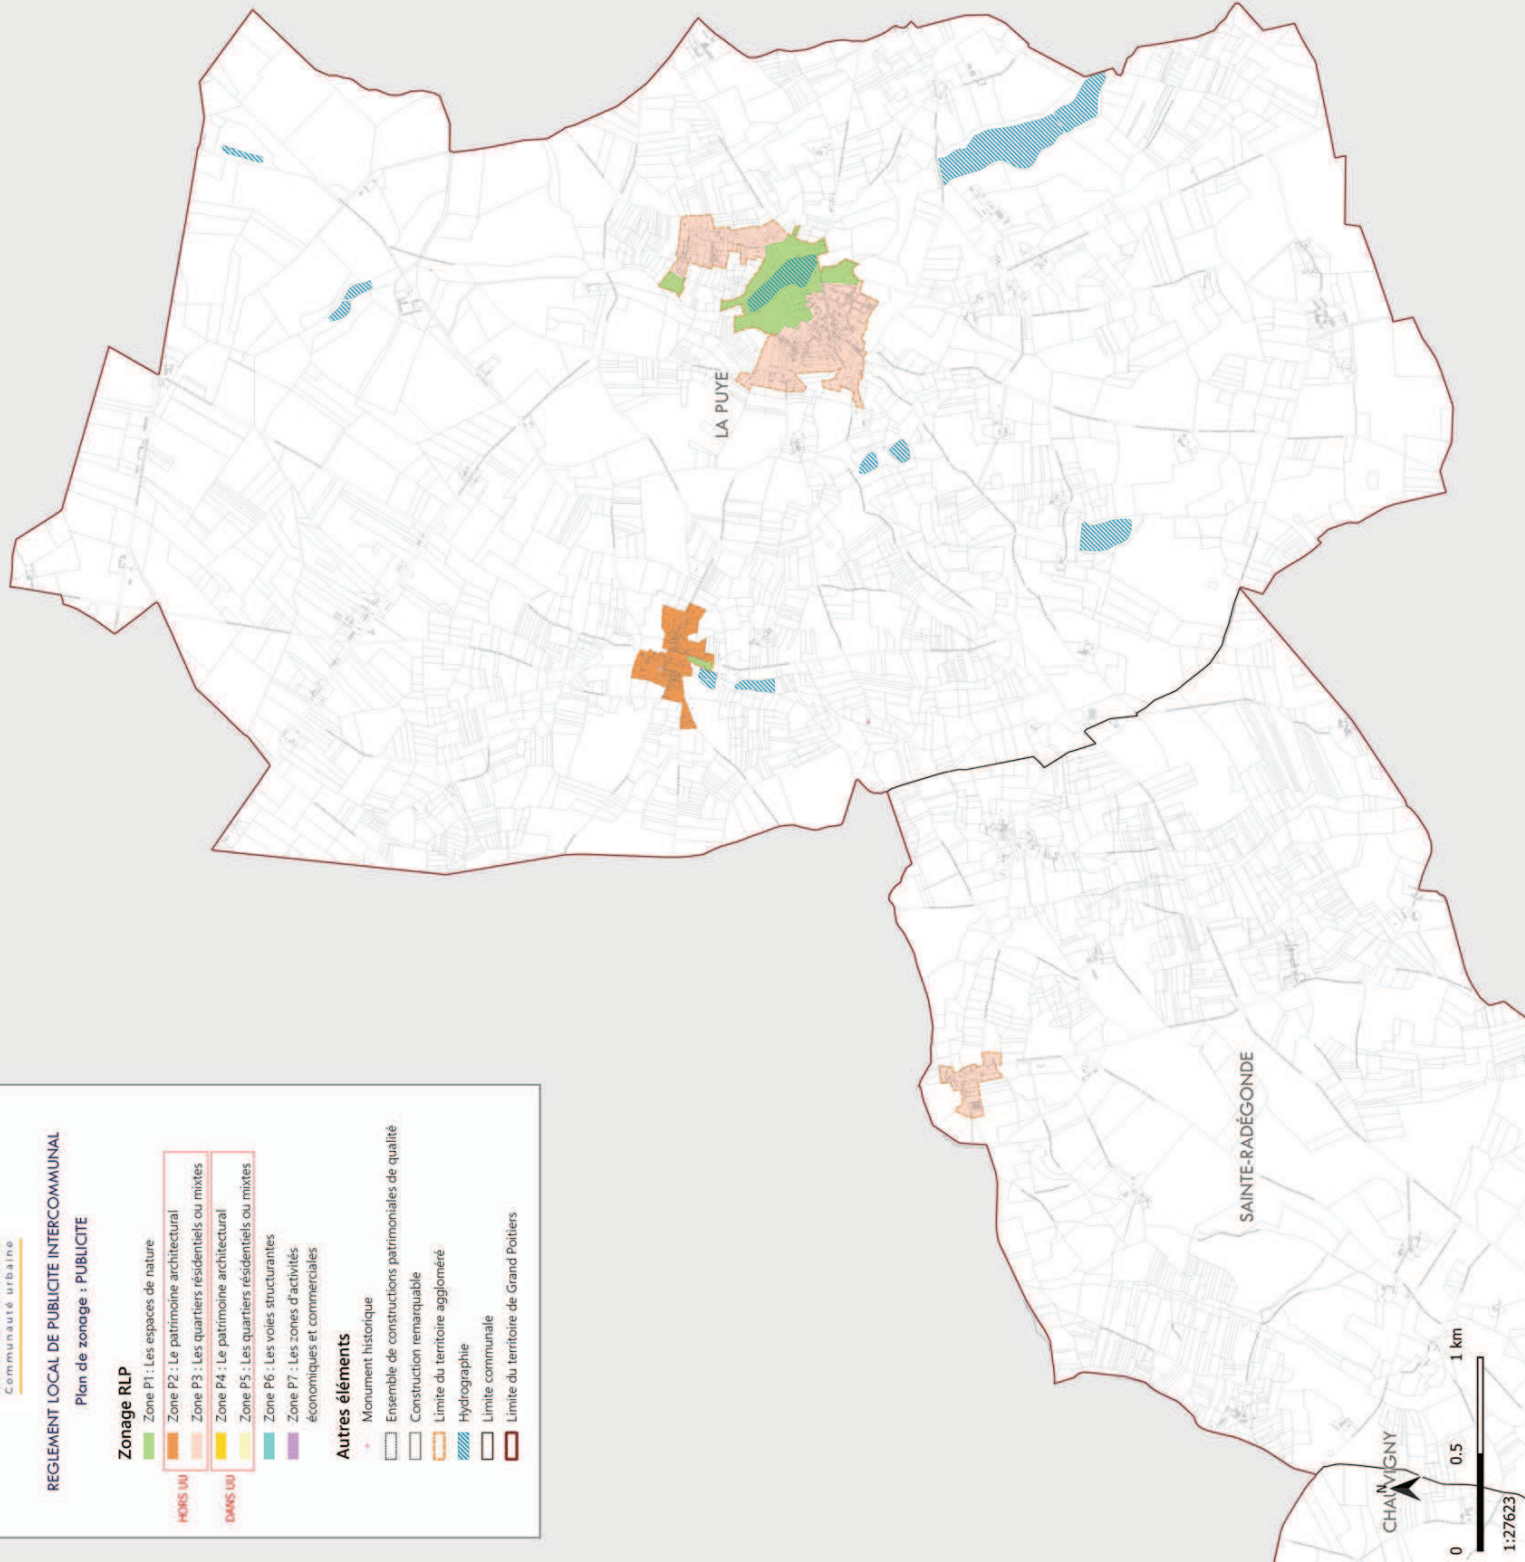 Communauté urbaine
REGLEMENT LOCAL DE PUBLICITE INTERCOMMUNAL
Plan de zonage : PUBLICITE
Zonage RLP
Zone P1 : Les espaces de nature
HORS UU
Zone P2 : Le patrimoine architectural
Zone P3 : Les quartiers résidentiels ou mixtes
DANS UU
Zone P4 : Le patrimoine architectural
Zone P5 : Les quartiers résidentiels ou mixtes
Zone P6 : Les voies structurantes
Zone P7 : Les zones d'activités
économiques et commerciales
Autres éléments
Monument historique
Ensemble de constructions patrimoniales de qualité
Construction remarquable
Limite du territoire aggloméré
Hydrographie
Limite communale
Limite du territoire de Grand Poitiers
LA PUYE
SAINTE-RADÉGONDE
CHAUVIGNY
N
0 0.5 1 km
1:27623